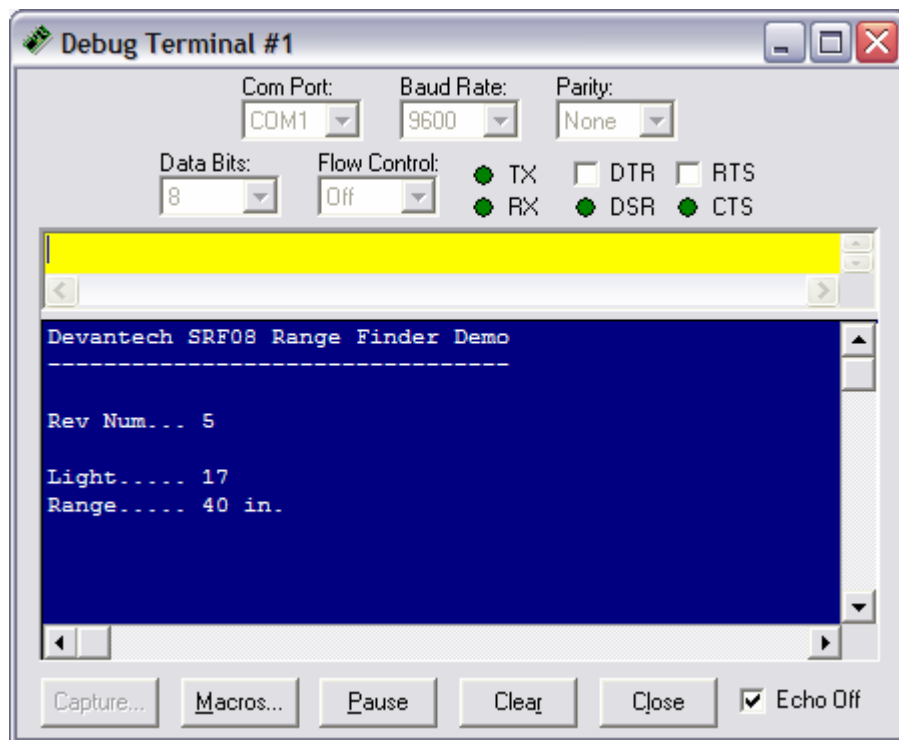 Debug Terminal #1
Com Port: Baud Rate: Parity:
COM1 9600 None
Data Bits: Flow Control: TX DTR RTS
8 Off RX DSR CTS
Devantech SRF08 Range Finder Demo
---------------------------------
Rev Num... 5
Light..... 17
Range..... 40 in.
Capture... Macros... Pause Clear Close Echo Off